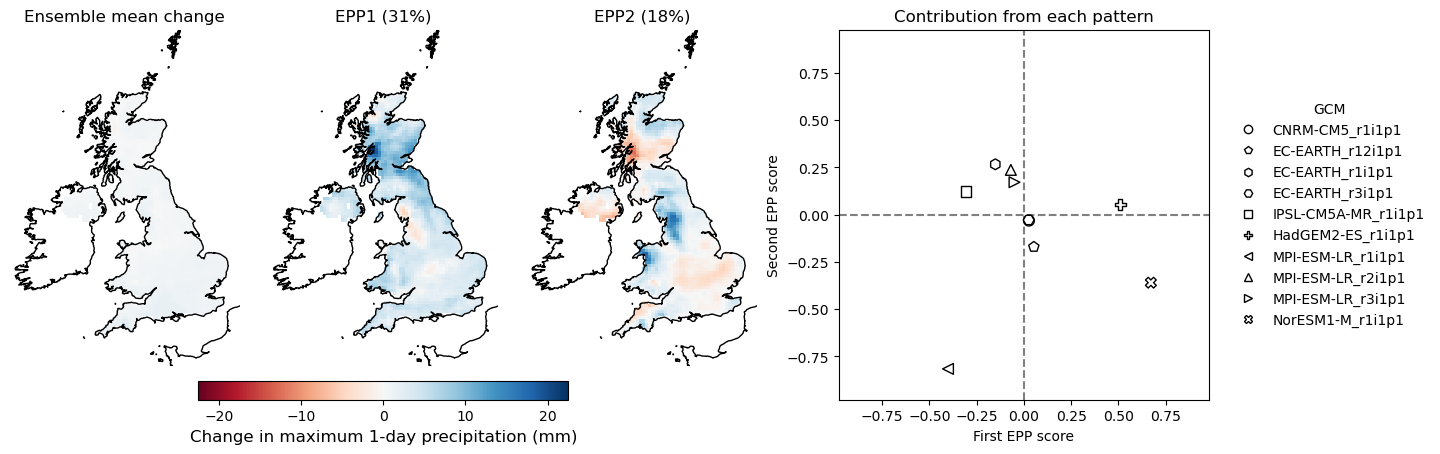 Ensemble mean change
EPP1 (31%)
EPP2 (18%)
−20 −10 0 10 20
Change in maximum 1-day precipitation (mm)
Contribution from each pattern
Second EPP score
0.75
0.50
0.25
0.00
−0.25
−0.50
−0.75
−0.75 −0.50 −0.25 0.00 0.25 0.50 0.75
First EPP score
GCM
CNRM-CM5_r1i1p1
EC-EARTH_r12i1p1
EC-EARTH_r1i1p1
EC-EARTH_r3i1p1
IPSL-CM5A-MR_r1i1p1
HadGEM2-ES_r1i1p1
MPI-ESM-LR_r1i1p1
MPI-ESM-LR_r2i1p1
MPI-ESM-LR_r3i1p1
NorESM1-M_r1i1p1